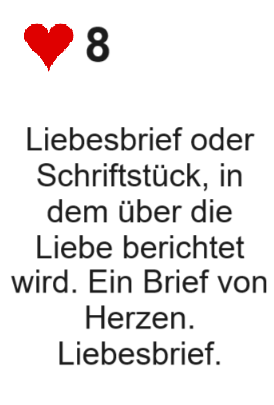 8
Liebesbrief oder
Schriftstück, in
dem über die
Liebe berichtet
wird. Ein Brief von
Herzen.
Liebesbrief.